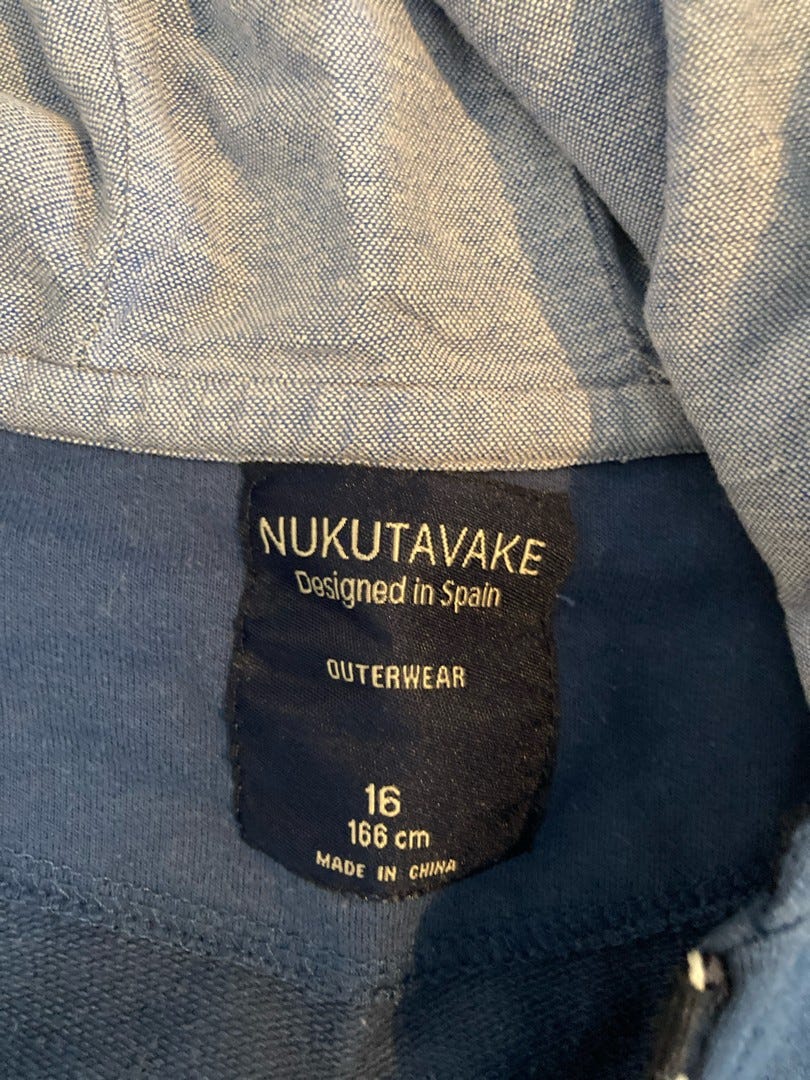 NUKUTAVAKE
Designed in Spain
OUTERWEAR
16
166 cm
MADE IN CHINA